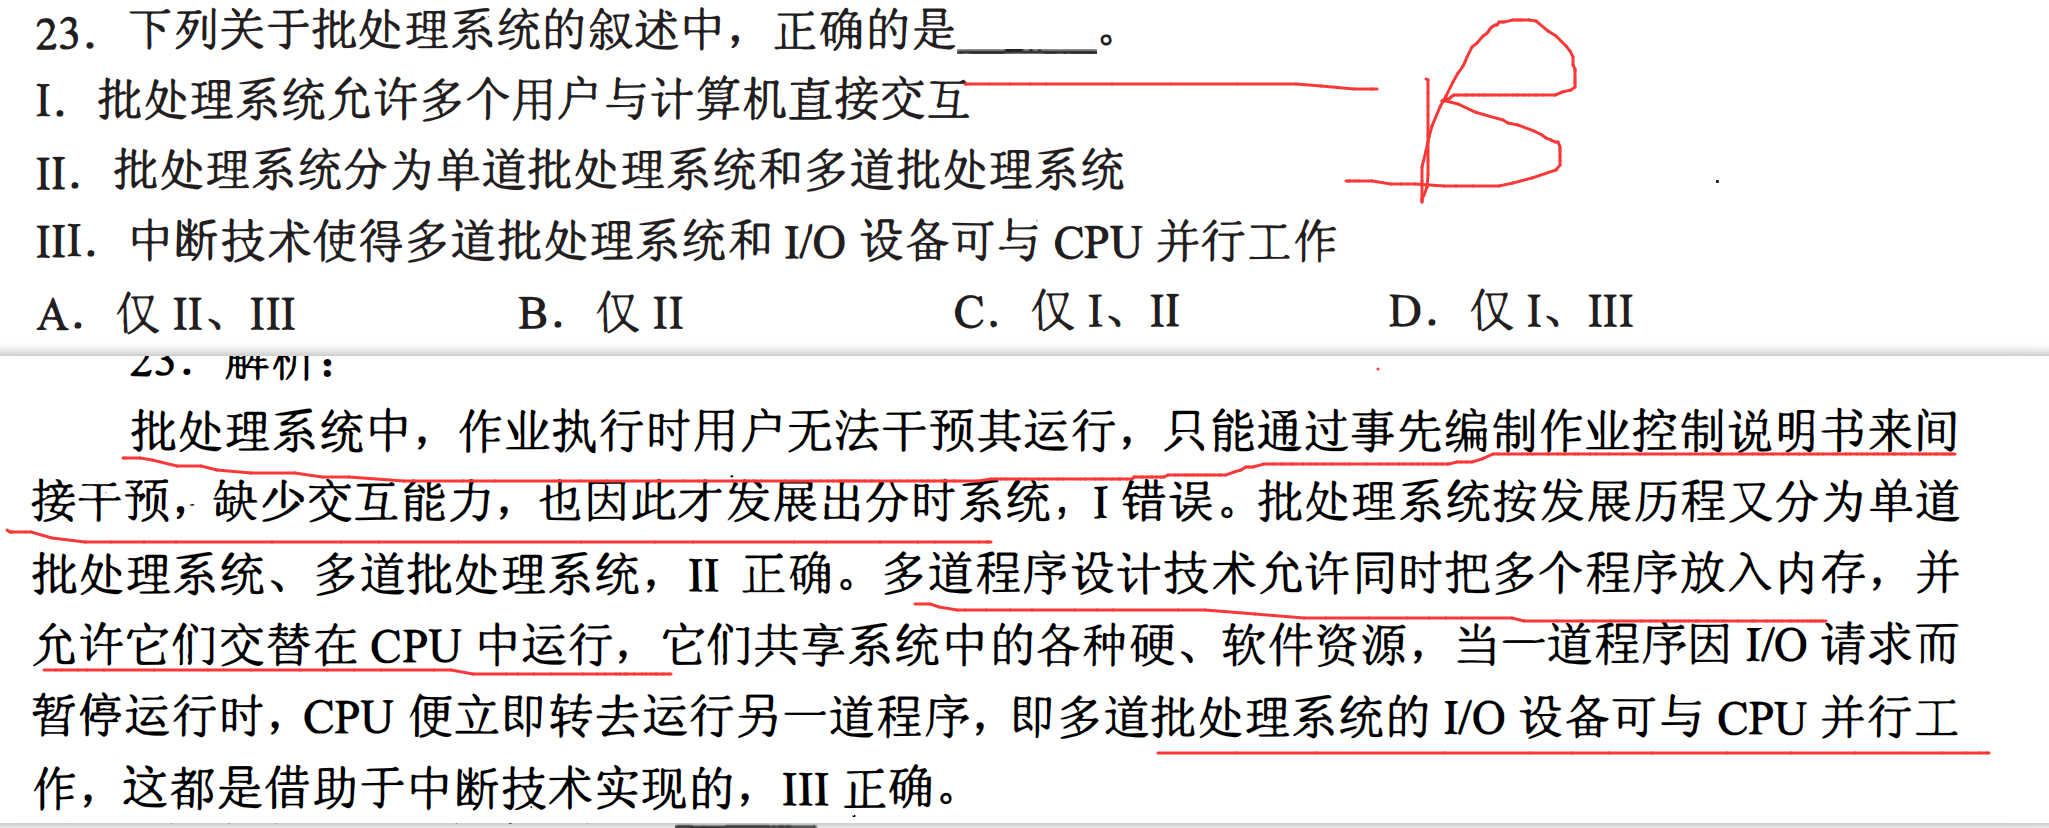 23. 下列关于批处理系统的叙述中，正确的是______。
I. 批处理系统允许多个用户与计算机直接交互
II. 批处理系统分为单道批处理系统和多道批处理系统
III. 中断技术使得多道批处理系统和 I/O 设备可与 CPU 并行工作
A. 仅 II、III B. 仅 II C. 仅 I、II D. 仅 I、III
B
23. 解析：
批处理系统中，作业执行时用户无法干预其运行，只能通过事先编制作业控制说明书来间
接干预，缺少交互能力，也因此才发展出分时系统，I 错误。批处理系统按发展历程又分为单道
批处理系统、多道批处理系统，II 正确。多道程序设计技术允许同时把多个程序放入内存，并
允许它们交替在 CPU 中运行，它们共享系统中的各种硬、软件资源，当一道程序因 I/O 请求而
暂停运行时，CPU 便立即转去运行另一道程序，即多道批处理系统的 I/O 设备可与 CPU 并行工
作，这都是借助于中断技术实现的，III 正确。